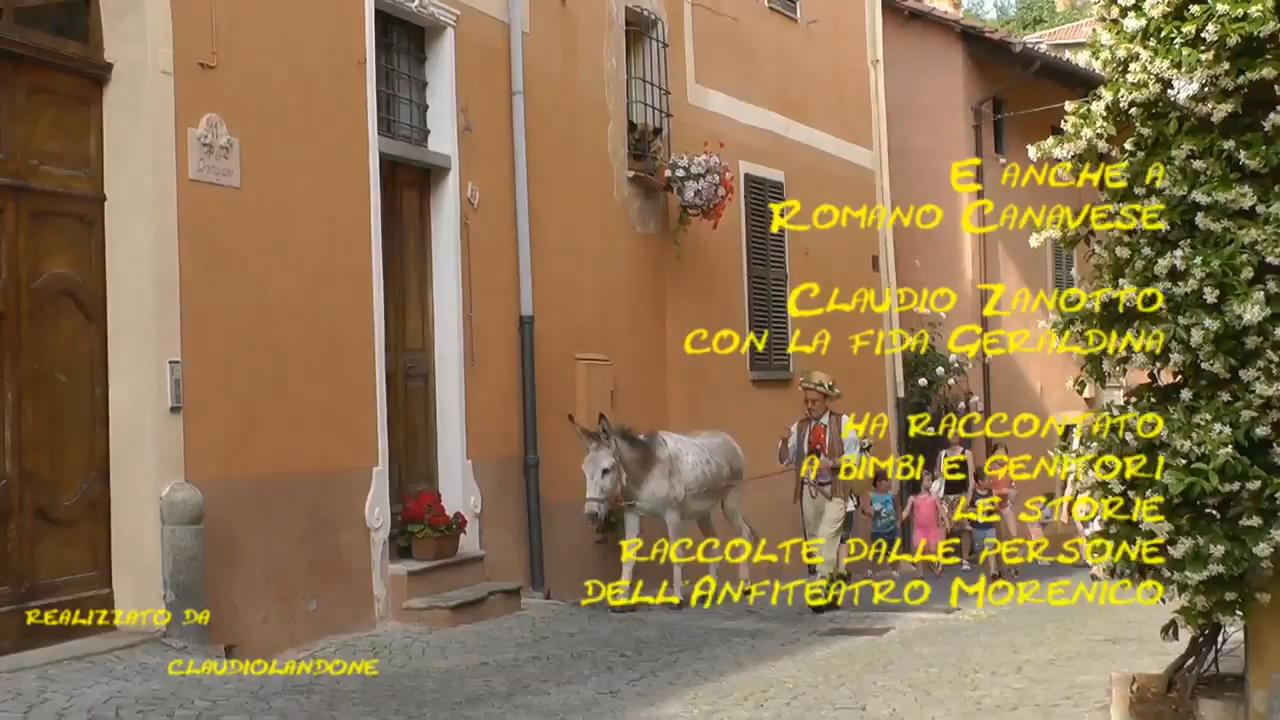 E ANCHE A
ROMANO CANAVESE
CLAUDIO ZANOTTO
CON LA FIDA GERALDINA
HA RACCONTATO
A BIMBI E GENITORI
LE STORIE
RACCOLTE DALLE PERSONE
DELL'ANFITEATRO MORENICO
REALIZZATO DA
CLAUDIOLANDONE